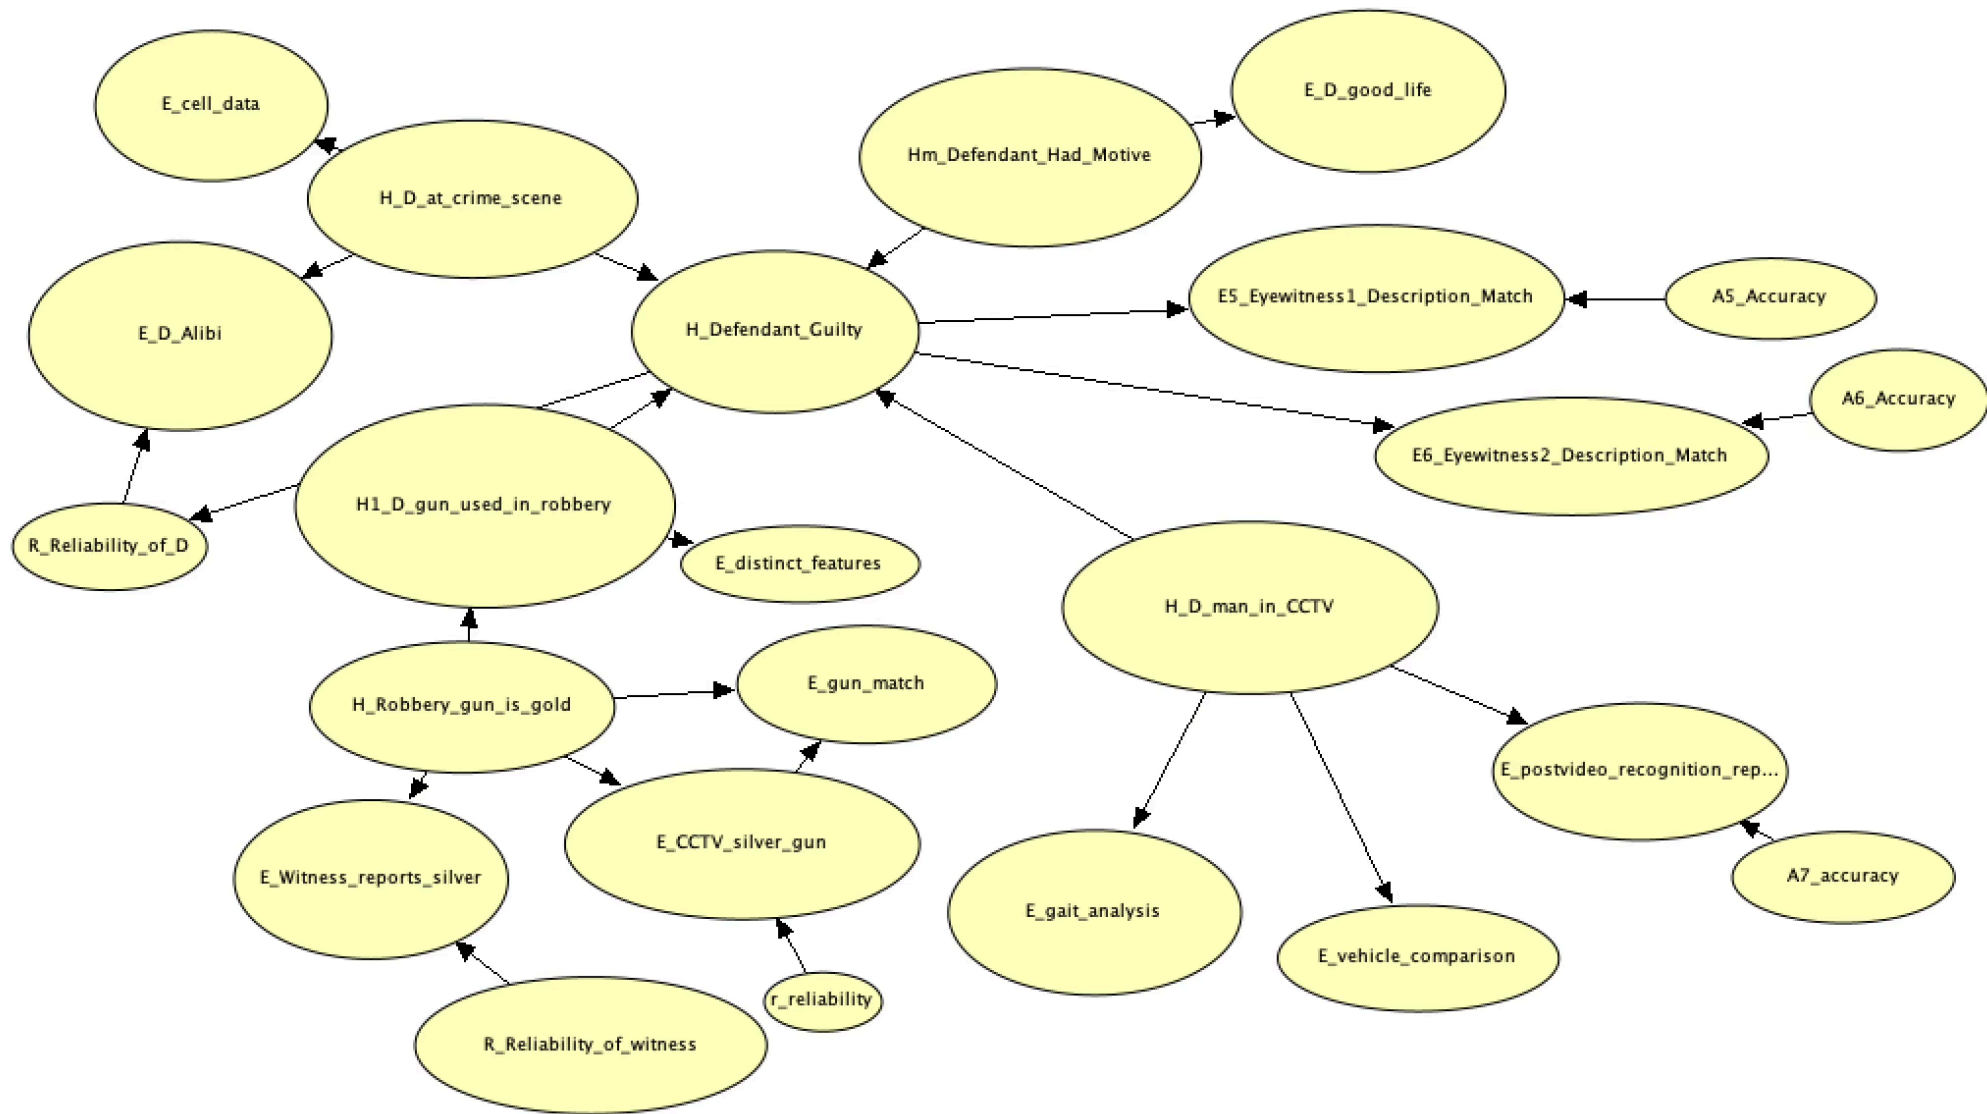 E_D_good_life
E_cell_data
Hm_Defendant_Had_Motive
H_D_at_crime_scene
E5_Eyewitness1_Description_Match
A5_Accuracy
E_D_Alibi
H_Defendant_Guilty
A6_Accuracy
E6_Eyewitness2_Description_Match
H1_D_gun_used_in_robbery
R_Reliability_of_D
E_distinct_features
H_D_man_in_CCTV
E_gun_match
H_Robbery_gun_is_gold
E_postvideo_recognition_rep...
E_CCTV_silver_gun
E_Witness_reports_silver
A7_accuracy
E_gait_analysis
E_vehicle_comparison
r_reliability
R_Reliability_of_witness